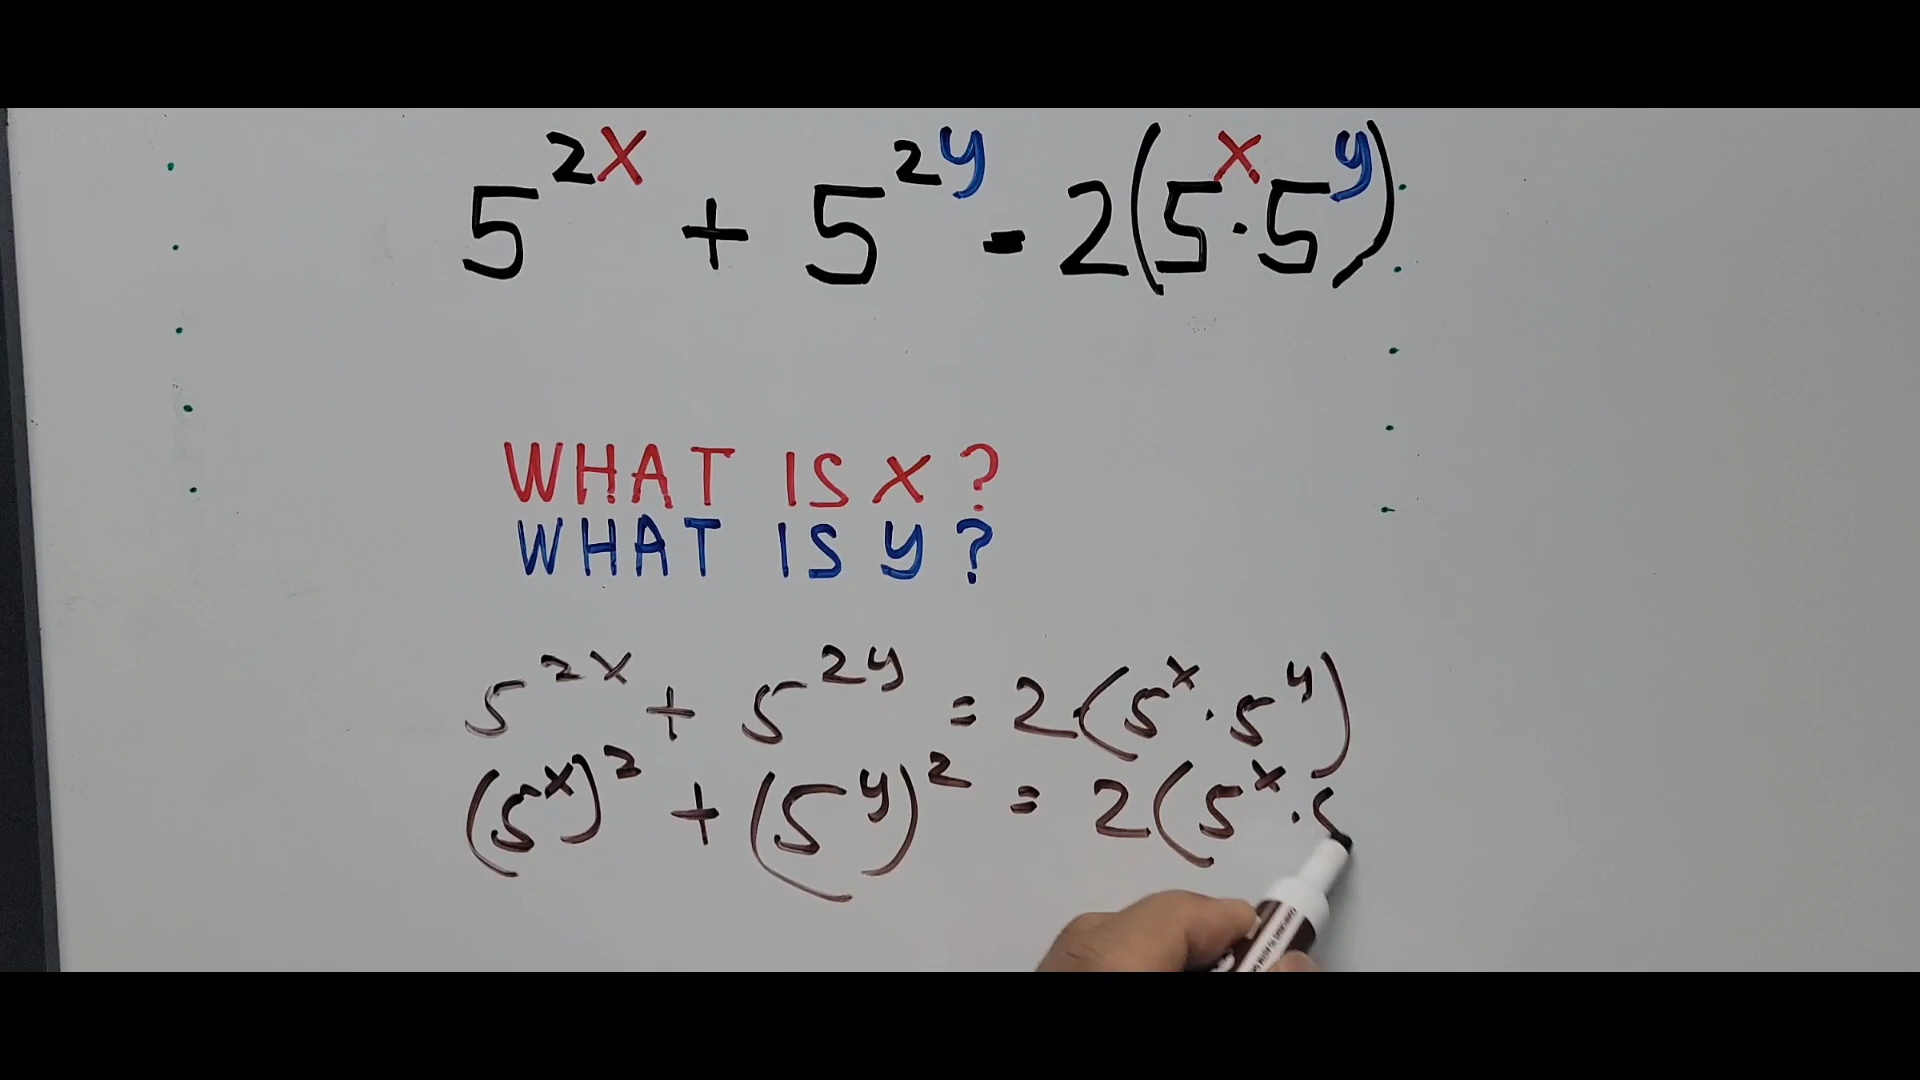 5^2x + 5^2y = 2(5^x · 5^y)
WHAT IS X ?
WHAT IS y ?
5^2x + 5^2y = 2(5^x · 5^y)
(5^x)^2 + (5^y)^2 = 2(5^x ·